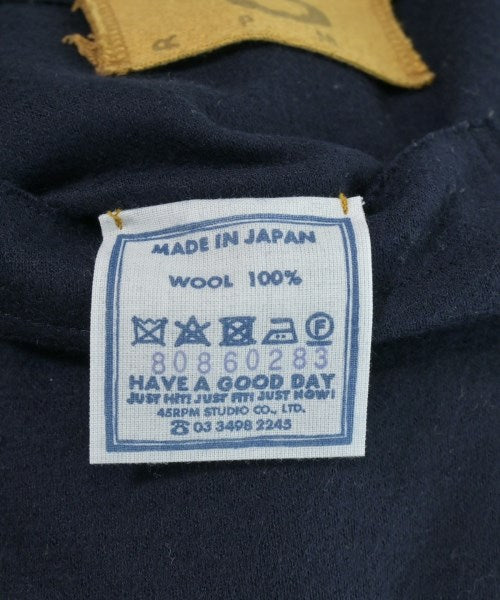 R P
MADE IN JAPAN
WOOL 100%
F
80860283
HAVE A GOOD DAY
JUST HIT! JUST FIT! JUST NOW!
45RPM STUDIO CO., LTD.
☎ 03 3498 2245